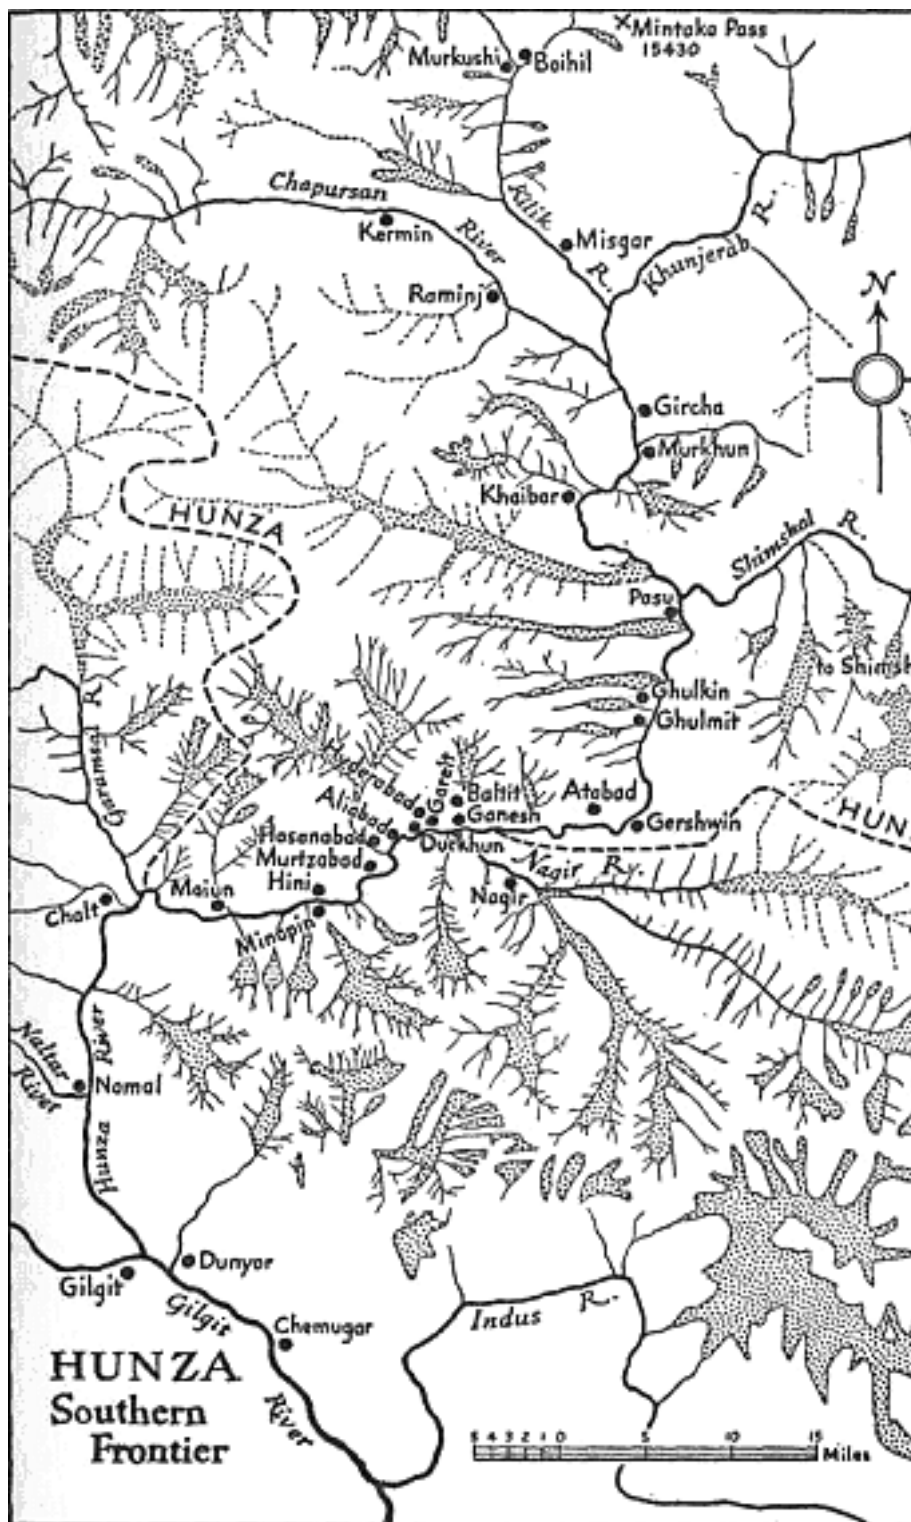 Mintaka Pass
15430
Murkushi
Boihil
Chapursan
River
Kermin
Kilik
R.
Misgar
Khunjerab
R.
N
Raminj
Gircha
Murkhun
Khaibar
HUNZA
Shimshal R.
Pasu
to Shimsh
Ghulkin
Ghulmit
Garamsai R.
Hyderabad
Garelt
Baltit
Aliabad
Ganesh
Atabad
Hasanabad
Duckhun
Gershwin
HUN
Murtzabad
Hini
Nagir R.
Nagir
Maiun
Chalt
Minapin
Naltar
River
Nomal
Hunza River
Dunyor
Gilgit
Gilgit
River
Chemugar
Indus R.
HUNZA
Southern
Frontier
5 4 3 2 1 0 5 10 15
Miles